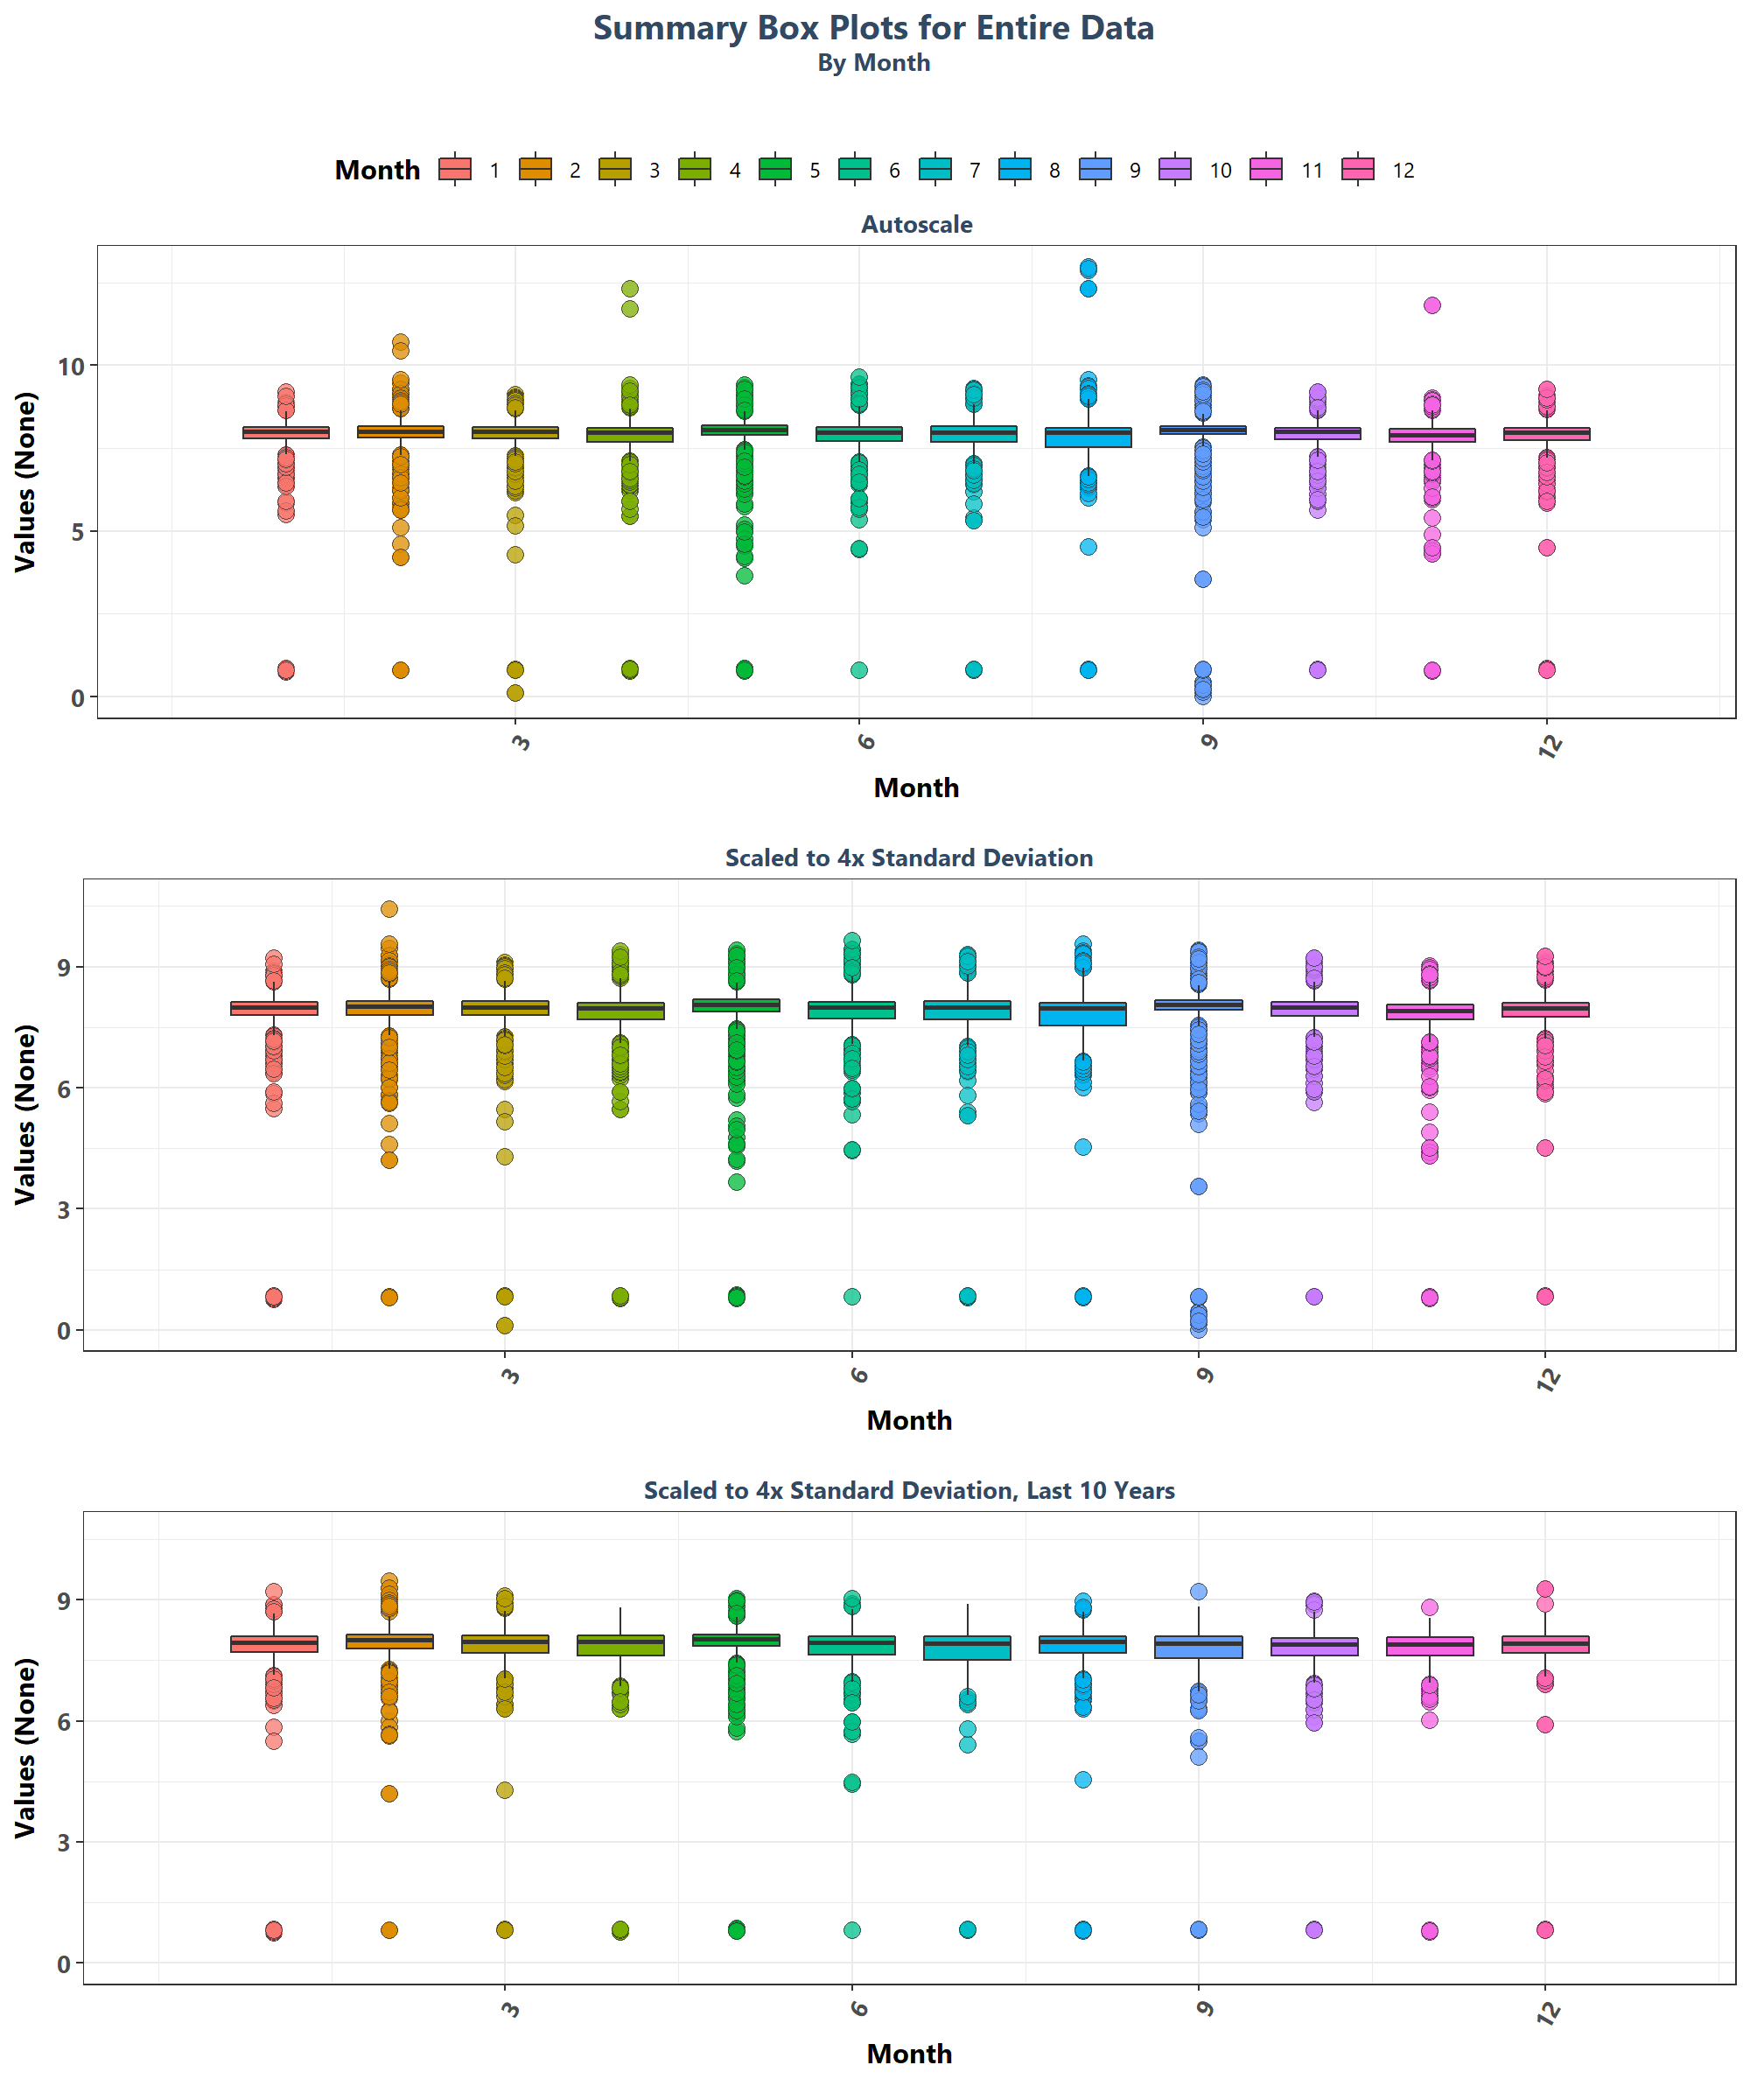 Summary Box Plots for Entire Data
By Month
Month 1 2 3 4 5 6 7 8 9 10 11 12
Autoscale
Values (None)
10
5
0
3 6 9 12
Month
Scaled to 4x Standard Deviation
Values (None)
9
6
3
0
3 6 9 12
Month
Scaled to 4x Standard Deviation, Last 10 Years
Values (None)
9
6
3
0
3 6 9 12
Month